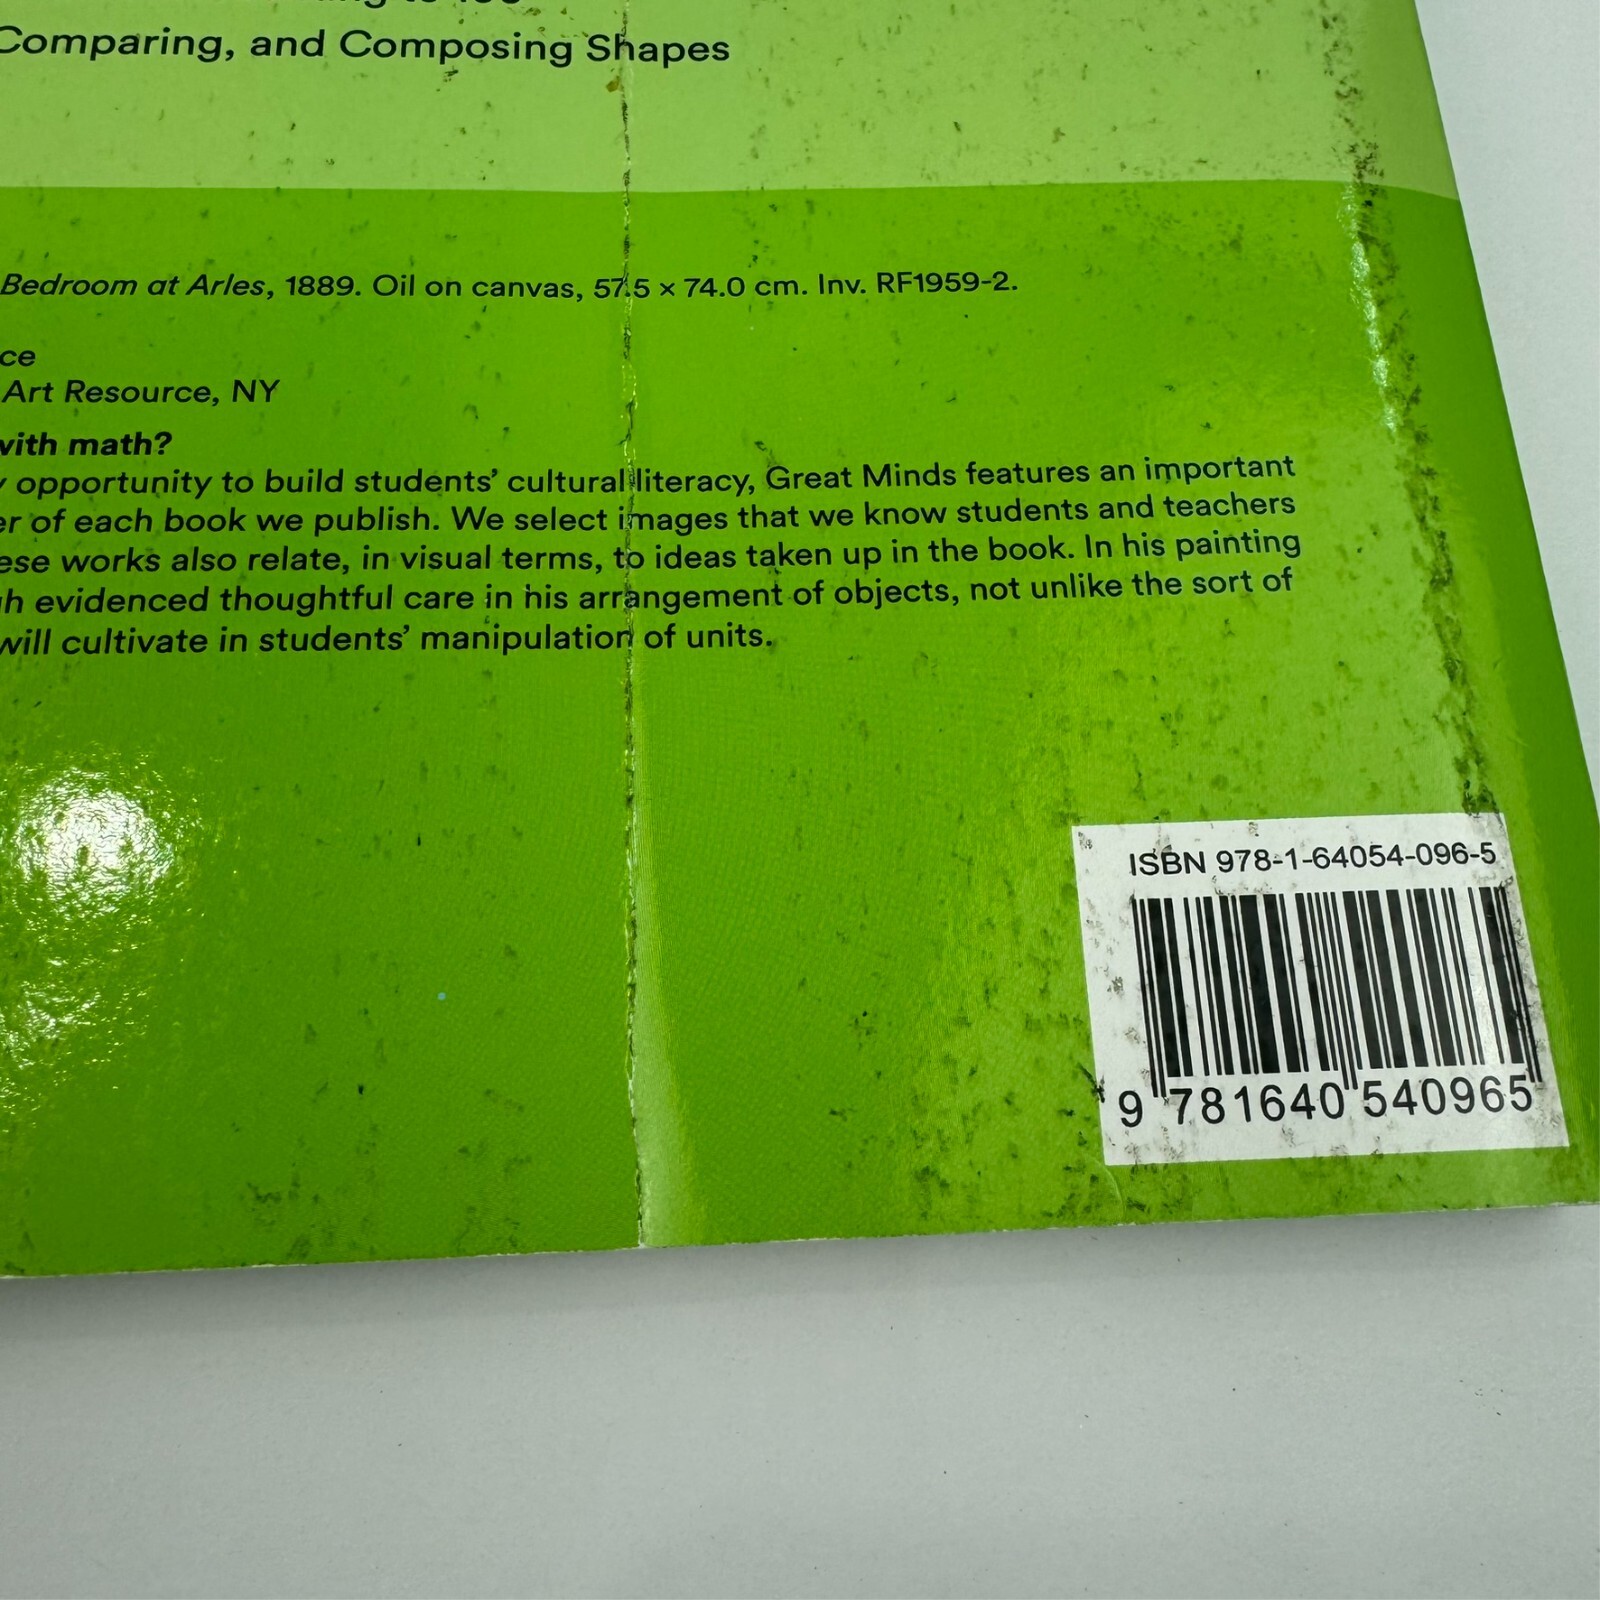 Comparing, and Composing Shapes
Bedroom at Arles, 1889. Oil on canvas, 57.5 × 74.0 cm. Inv. RF1959-2.
ce
Art Resource, NY
with math?
y opportunity to build students’ cultural literacy, Great Minds features an important
er of each book we publish. We select images that we know students and teachers
ese works also relate, in visual terms, to ideas taken up in the book. In his painting
gh evidenced thoughtful care in his arrangement of objects, not unlike the sort of
will cultivate in students’ manipulation of units.
ISBN 978-1-64054-096-5
9 781640 540965